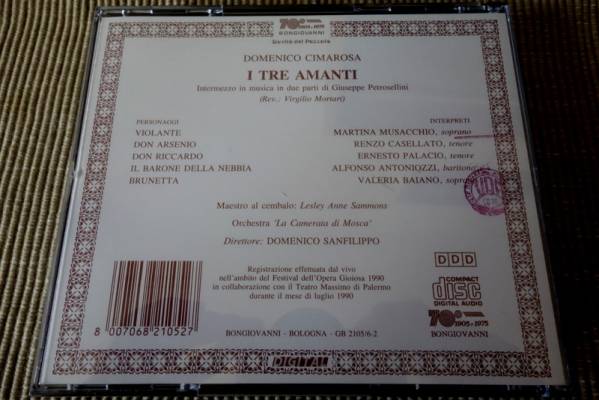 70° 1905·1975
BONGIOVANNI
DOMENICO CIMAROSA
I TRE AMANTI
Intermezzo in musica in due parti di Giuseppe Petrosellini
(Rev.: Virgilio Mortari)
PERSONAGGI INTERPRETI
VIOLANTE MARTINA MUSACCHIO, soprano
DON ARSENIO RENZO CASELLATO, tenore
DON RICCARDO ERNESTO PALACIO, tenore
IL BARONE DELLA NEBBIA ALFONSO ANTONIOZZI, baritono
BRUNETTA VALERIA BAIANO, soprano
Maestro al cembalo: Lesley Anne Sammons
Orchestra 'La Camerata di Mosca'
Direttore: DOMENICO SANFILIPPO
Registrazione effettuata dal vivo
nell'ambito del Festival dell'Opera Gioiosa 1990
in collaborazione con il Teatro Massimo di Palermo
durante il mese di luglio 1990
DDD
COMPACT
disc
DIGITAL AUDIO
70° 1905·1975
BONGIOVANNI
8 007068 210527
BONGIOVANNI - BOLOGNA - GB 2105/6-2
DIGITAL